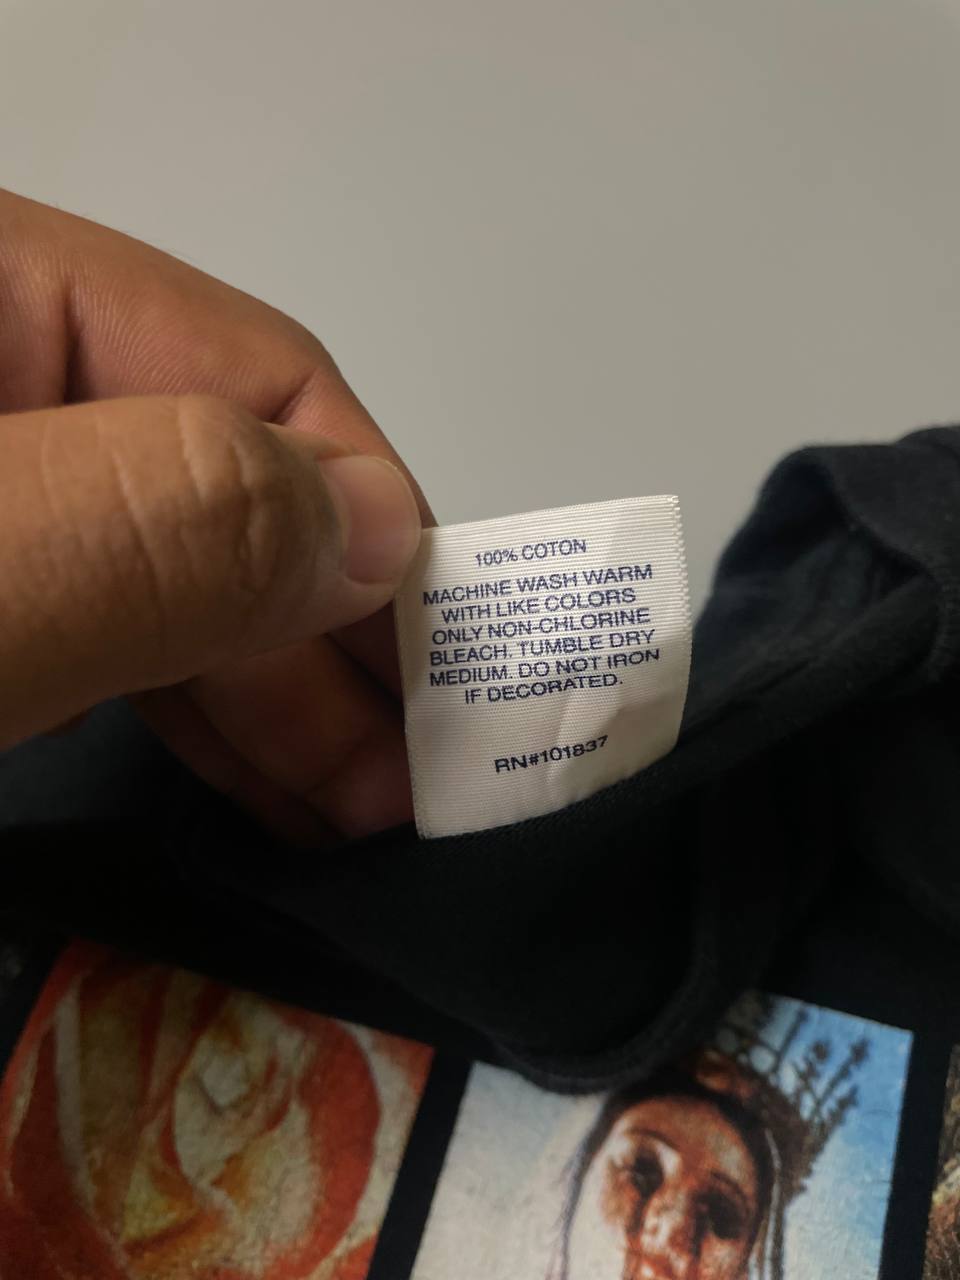 100% COTON
MACHINE WASH WARM
WITH LIKE COLORS
ONLY NON-CHLORINE
BLEACH. TUMBLE DRY
MEDIUM. DO NOT IRON
IF DECORATED.
RN#101837